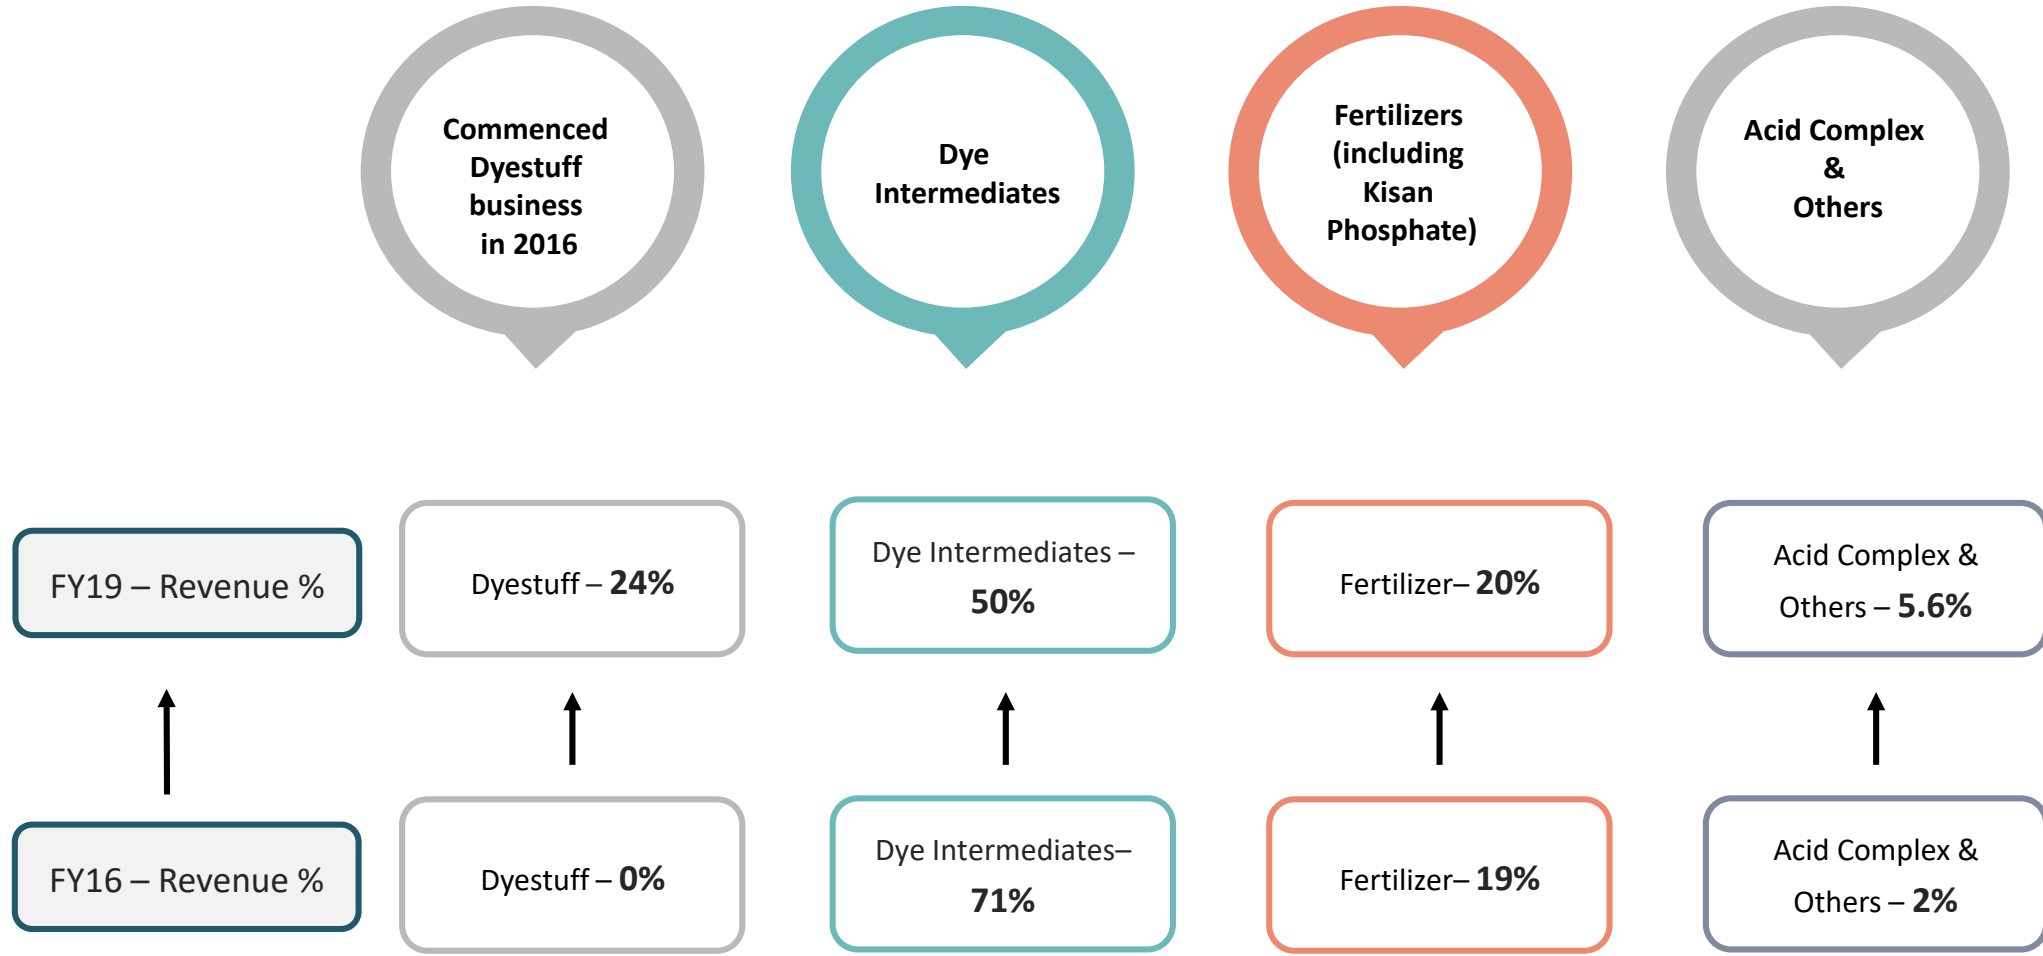 Commenced
Dyestuff
business
in 2016
Dye
Intermediates
Fertilizers
(including
Kisan
Phosphate)
Acid Complex
&
Others
FY19 – Revenue %
Dyestuff – 24%
Dye Intermediates –
50%
Fertilizer– 20%
Acid Complex &
Others – 5.6%
FY16 – Revenue %
Dyestuff – 0%
Dye Intermediates–
71%
Fertilizer– 19%
Acid Complex &
Others – 2%